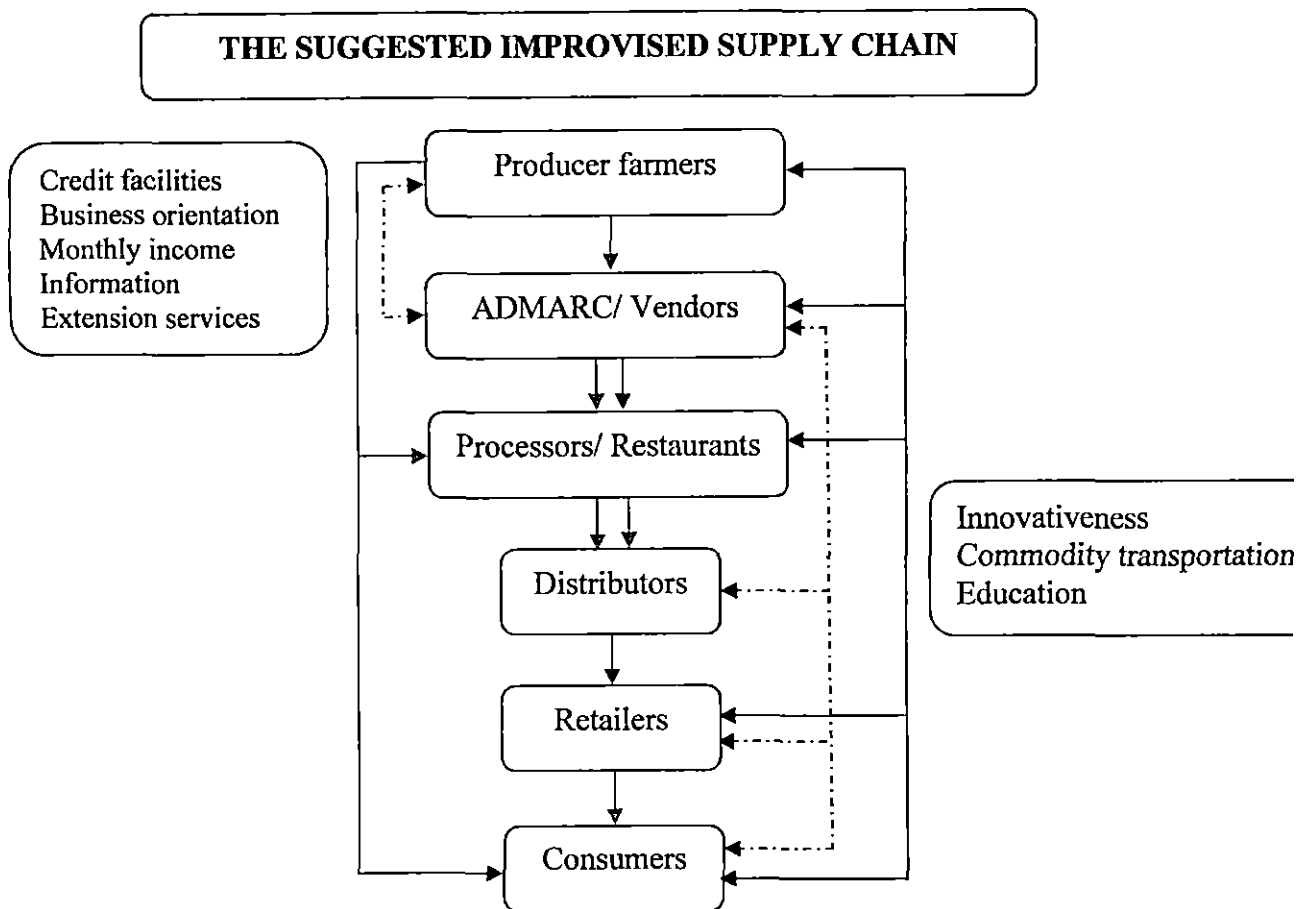 THE SUGGESTED IMPROVISED SUPPLY CHAIN
Producer farmers
Credit facilities
Business orientation
Monthly income
Information
Extension services
ADMARC/ Vendors
Processors/ Restaurants
Innovativeness
Commodity transportation
Education
Distributors
Retailers
Consumers